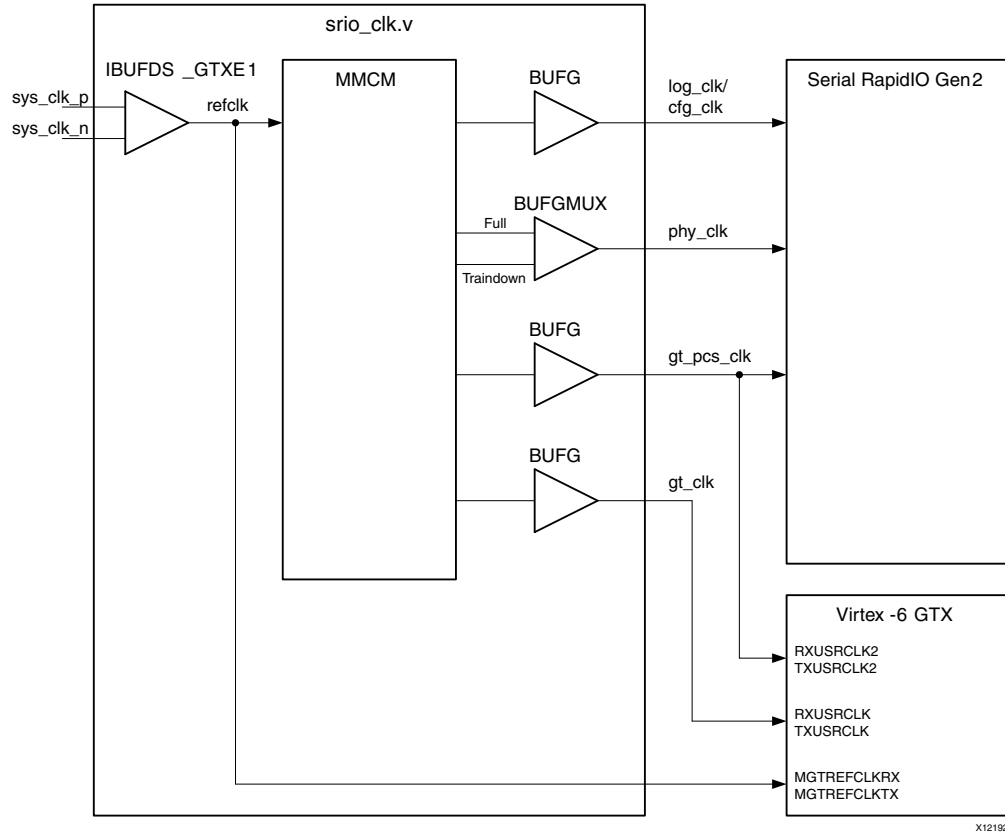 srio_clk.v
IBUFDS _GTXE1
sys_clk_p
sys_clk_n
refclk
MMCM
BUFG
log_clk/
cfg_clk
Serial RapidIO Gen2
BUFGMUX
Full
Traindown
phy_clk
BUFG
gt_pcs_clk
BUFG
gt_clk
Virtex -6 GTX
RXUSRCLK2
TXUSRCLK2
RXUSRCLK
TXUSRCLK
MGTREFCLKRX
MGTREFCLKTX
X12192